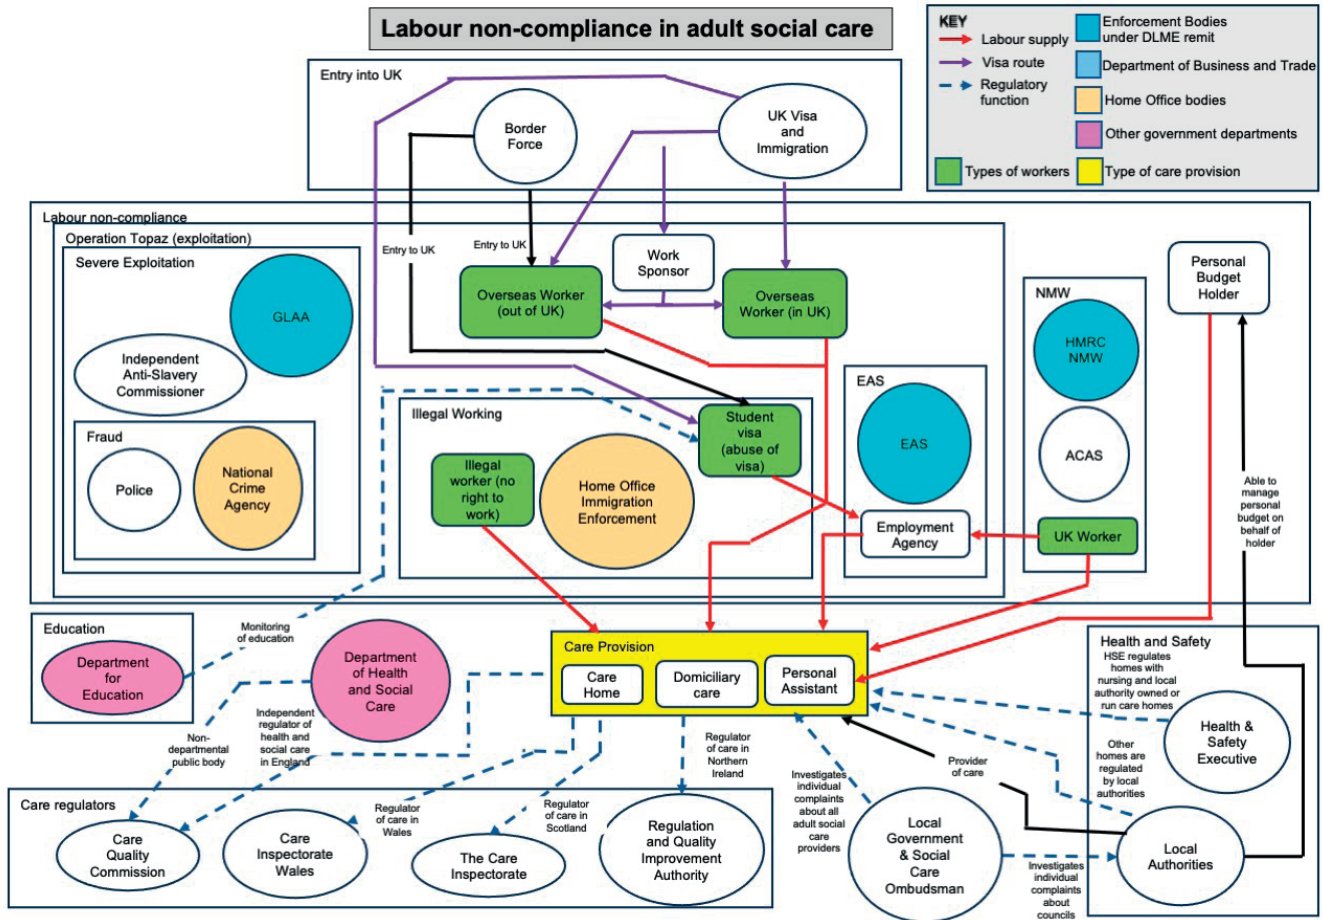 Labour non-compliance in adult social care
KEY
Labour supply
Visa route
Regulatory
function
Enforcement Bodies
under DLME remit
Department of Business and Trade
Home Office bodies
Other government departments
Types of workers
Type of care provision
Entry into UK
Border
Force
UK Visa
and
Immigration
Labour non-compliance
Operation Topaz (exploitation)
Severe Exploitation
GLAA
Independent
Anti-Slavery
Commissioner
Fraud
Police
National
Crime
Agency
Entry to UK
Entry to UK
Work
Sponsor
Overseas Worker
(out of UK)
Overseas
Worker (in UK)
Personal
Budget
Holder
NMW
HMRC
NMW
ACAS
UK Worker
EAS
EAS
Employment
Agency
Illegal Working
Student
visa
(abuse of
visa)
Illegal
worker (no
right to
work)
Home Office
Immigration
Enforcement
Able to
manage
personal
budget on
behalf of
holder
Education
Department
for
Education
Monitoring
of education
Department
of Health
and Social
Care
Care Provision
Care
Home
Domiciliary
care
Personal
Assistant
Health and Safety
HSE regulates
homes with
nursing and local
authority owned or
run care homes
Health &
Safety
Executive
Other
homes are
regulated
by local
authorities
Local
Authorities
Non-
departmental
public body
Independent
regulator of
health and
social care
in England
Regulator
of care in
Northern
Ireland
Provider
of care
Investigates
individual
complaints
about all
adult social
care
providers
Care regulators
Care
Quality
Commission
Care
Inspectorate
Wales
Regulator
of care in
Wales
The Care
Inspectorate
Regulator
of care in
Scotland
Regulation
and Quality
Improvement
Authority
Local
Government
& Social
Care
Ombudsman
Investigates
individual
complaints
about
councils